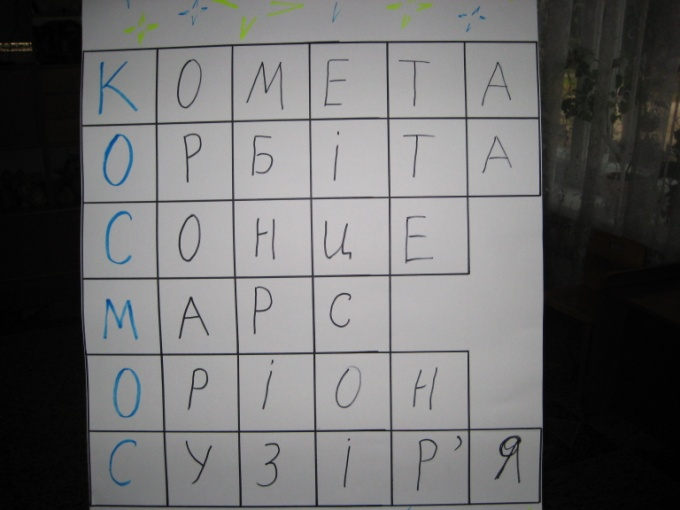 КОМЕТА
ОРБІТА
СОНЦЕ
МАРС
ОРІОН
СУЗІР’Я